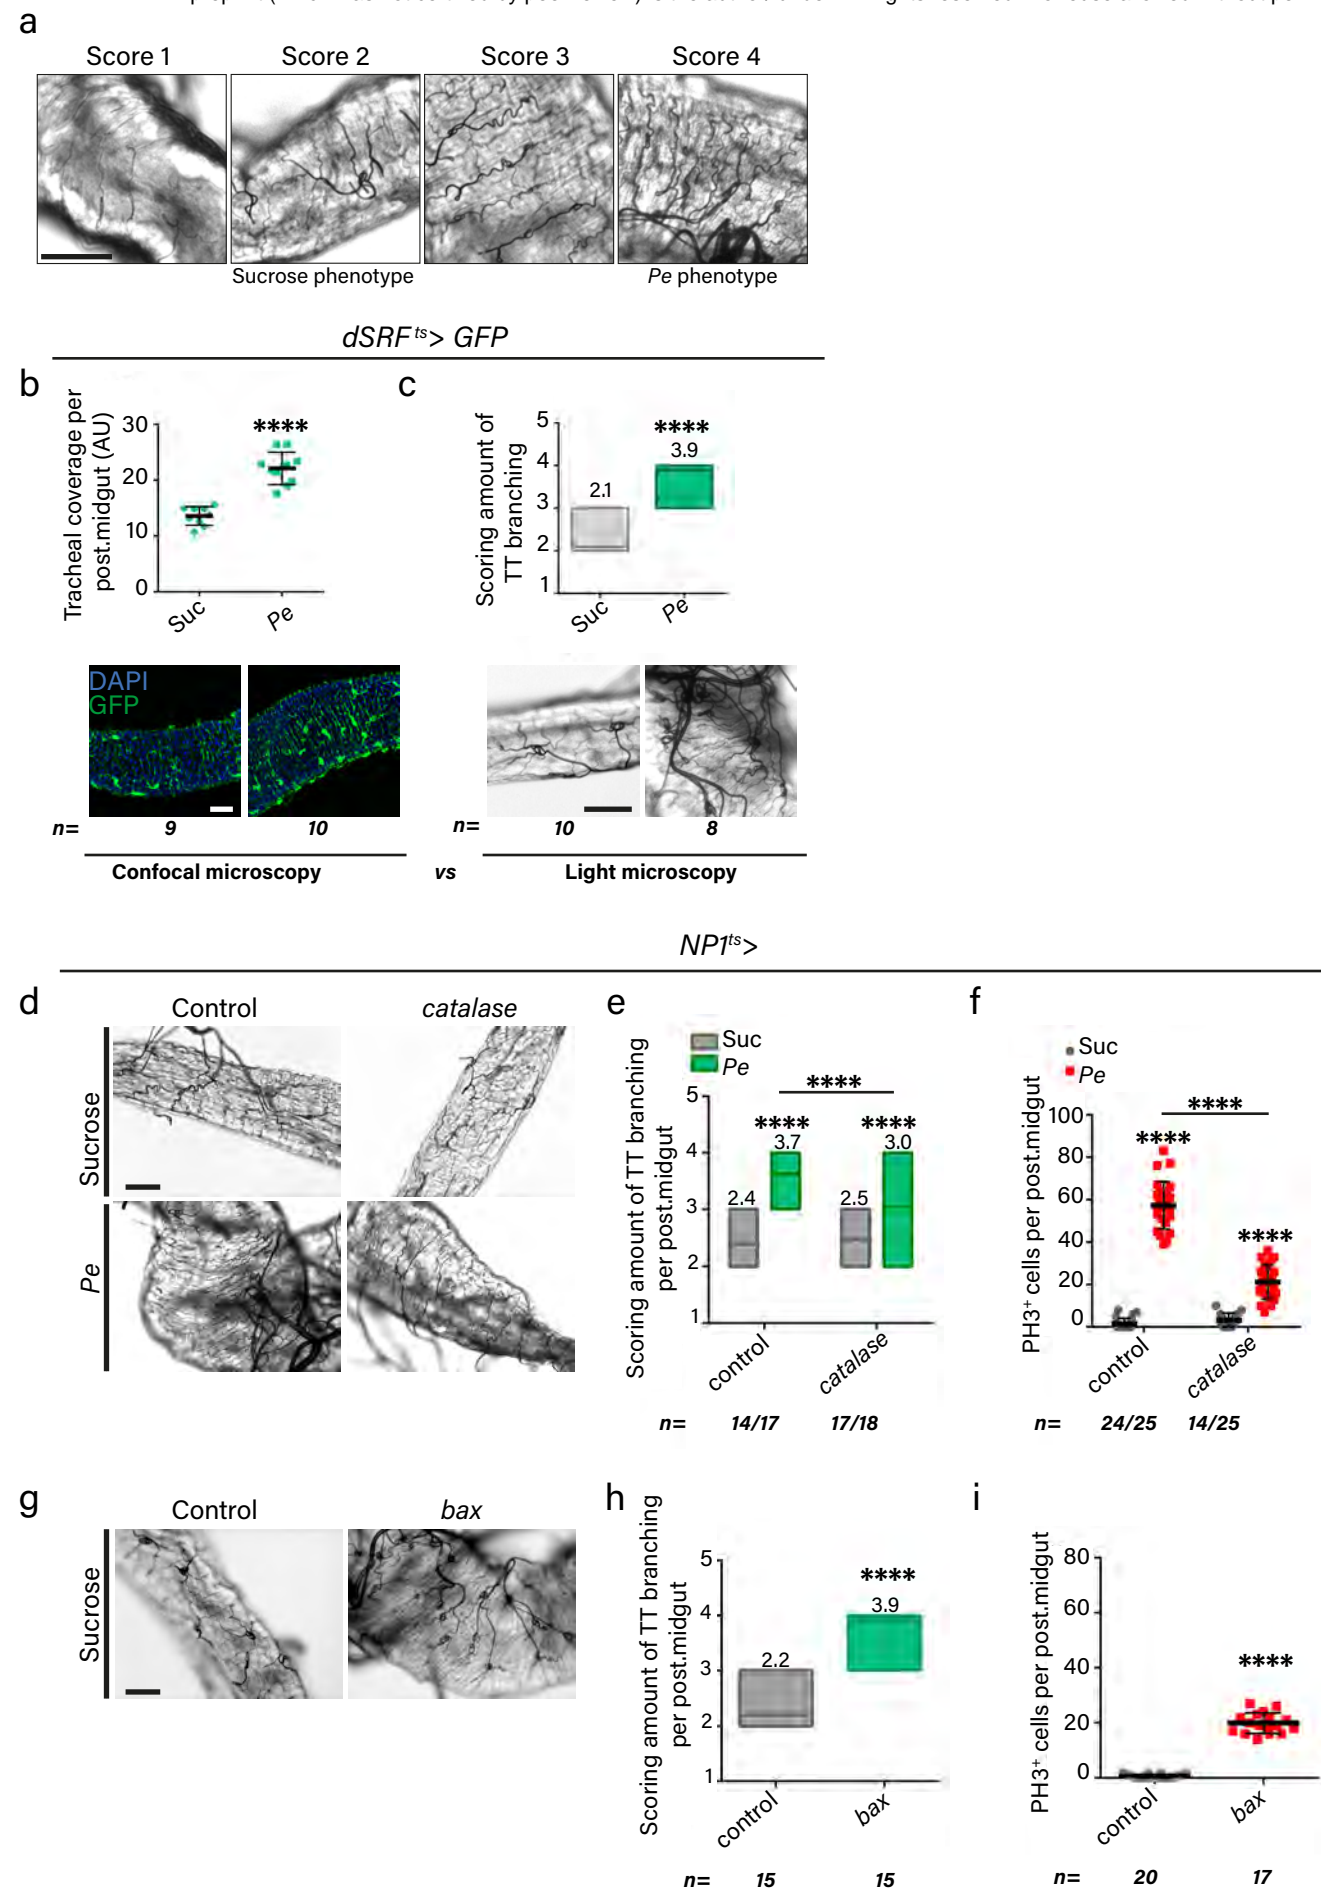 a
Score 1 Score 2 Score 3 Score 4
Sucrose phenotype Pe phenotype
dSRF ts> GFP
b
Tracheal coverage per
post.midgut (AU)
30
20
10
0
****
Suc Pe
c
Scoring amount of
TT branching
5
4
3
2
1
2.1
****
3.9
Suc Pe
DAPI
GFP
n= 9 10
n= 10 8
Confocal microscopy vs Light microscopy
NP1ts>
d
Control catalase
Sucrose
Pe
e
Suc
Pe
Scoring amount of TT branching
per post.midgut
5
4
3
2
1
****
**** ****
2.4 3.7 2.5 3.0
control catalase
n= 14/17 17/18
f
Suc
Pe
PH3+ cells per post.midgut
100
80
60
40
20
0
****
****
****
control catalase
n= 24/25 14/25
g
Control bax
Sucrose
h
Scoring amount of TT branching
per post.midgut
5
4
3
2
1
2.2
****
3.9
control bax
n= 15 15
i
PH3+ cells per post.midgut
80
60
40
20
0
****
control bax
n= 20 17